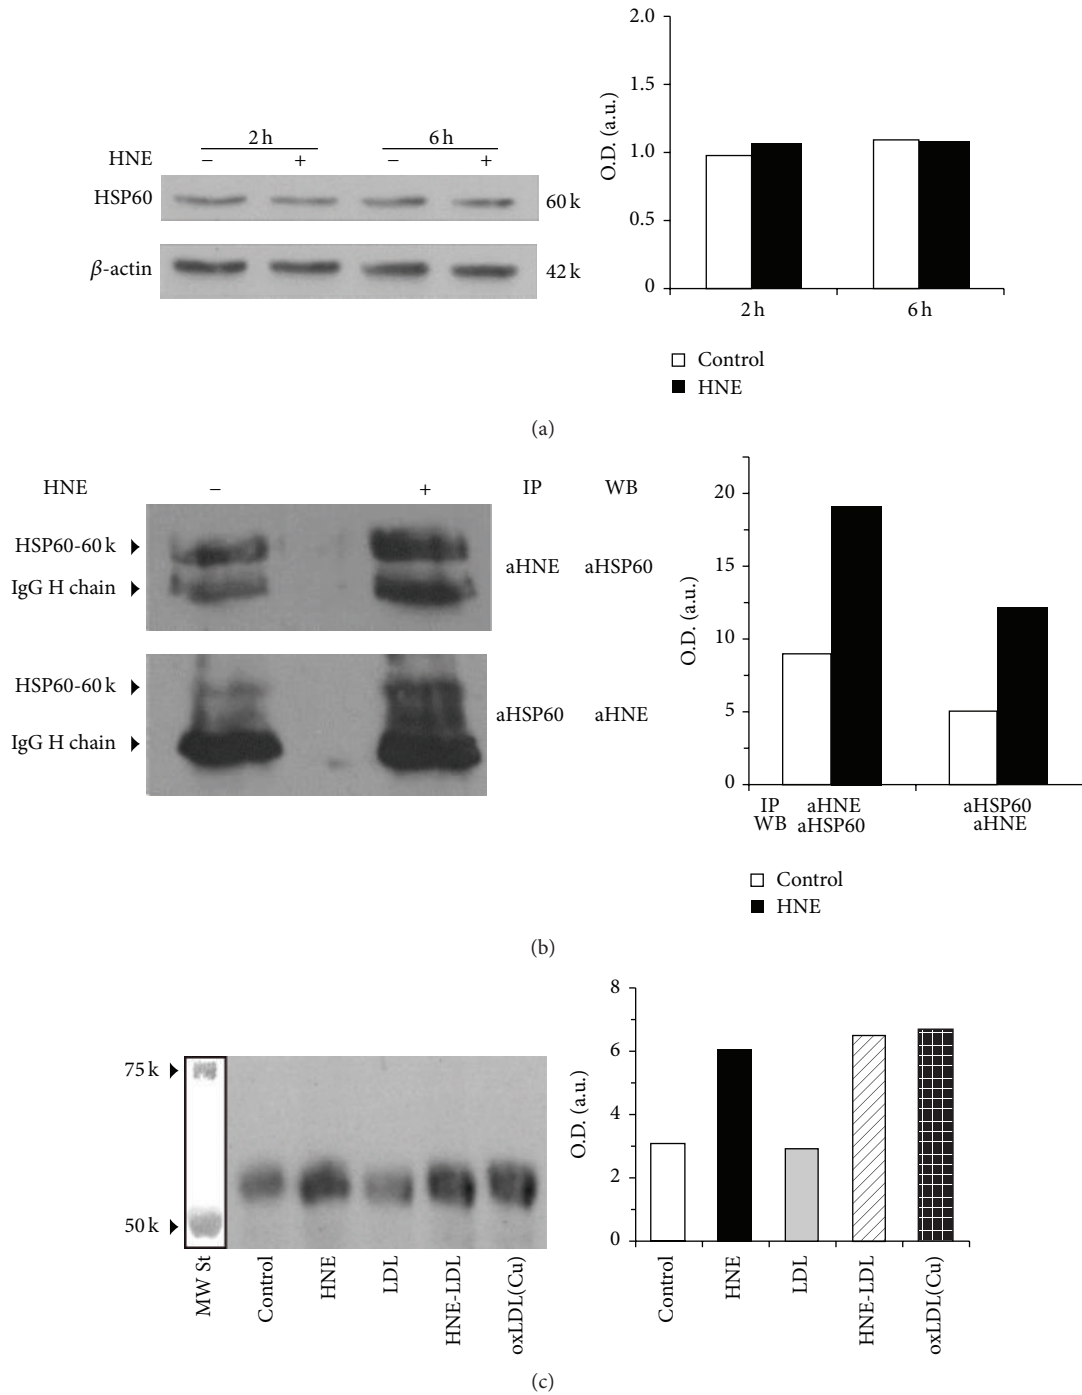 2 h 6 h
HNE − + − +
HSP60 60 k
β-actin 42 k
2.0
1.5
1.0
0.5
0
O.D. (a.u.)
2 h 6 h
Control
HNE
(a)
HNE − + IP WB
HSP60-60 k
IgG H chain
aHNE aHSP60
HSP60-60 k
IgG H chain
aHSP60 aHNE
20
15
10
5
0
O.D. (a.u.)
IP aHNE aHSP60
WB aHSP60 aHNE
Control
HNE
(b)
75 k
50 k
MW St
Control
HNE
LDL
HNE-LDL
oxLDL(Cu)
8
6
4
2
0
O.D. (a.u.)
Control
HNE
LDL
HNE-LDL
oxLDL(Cu)
(c)